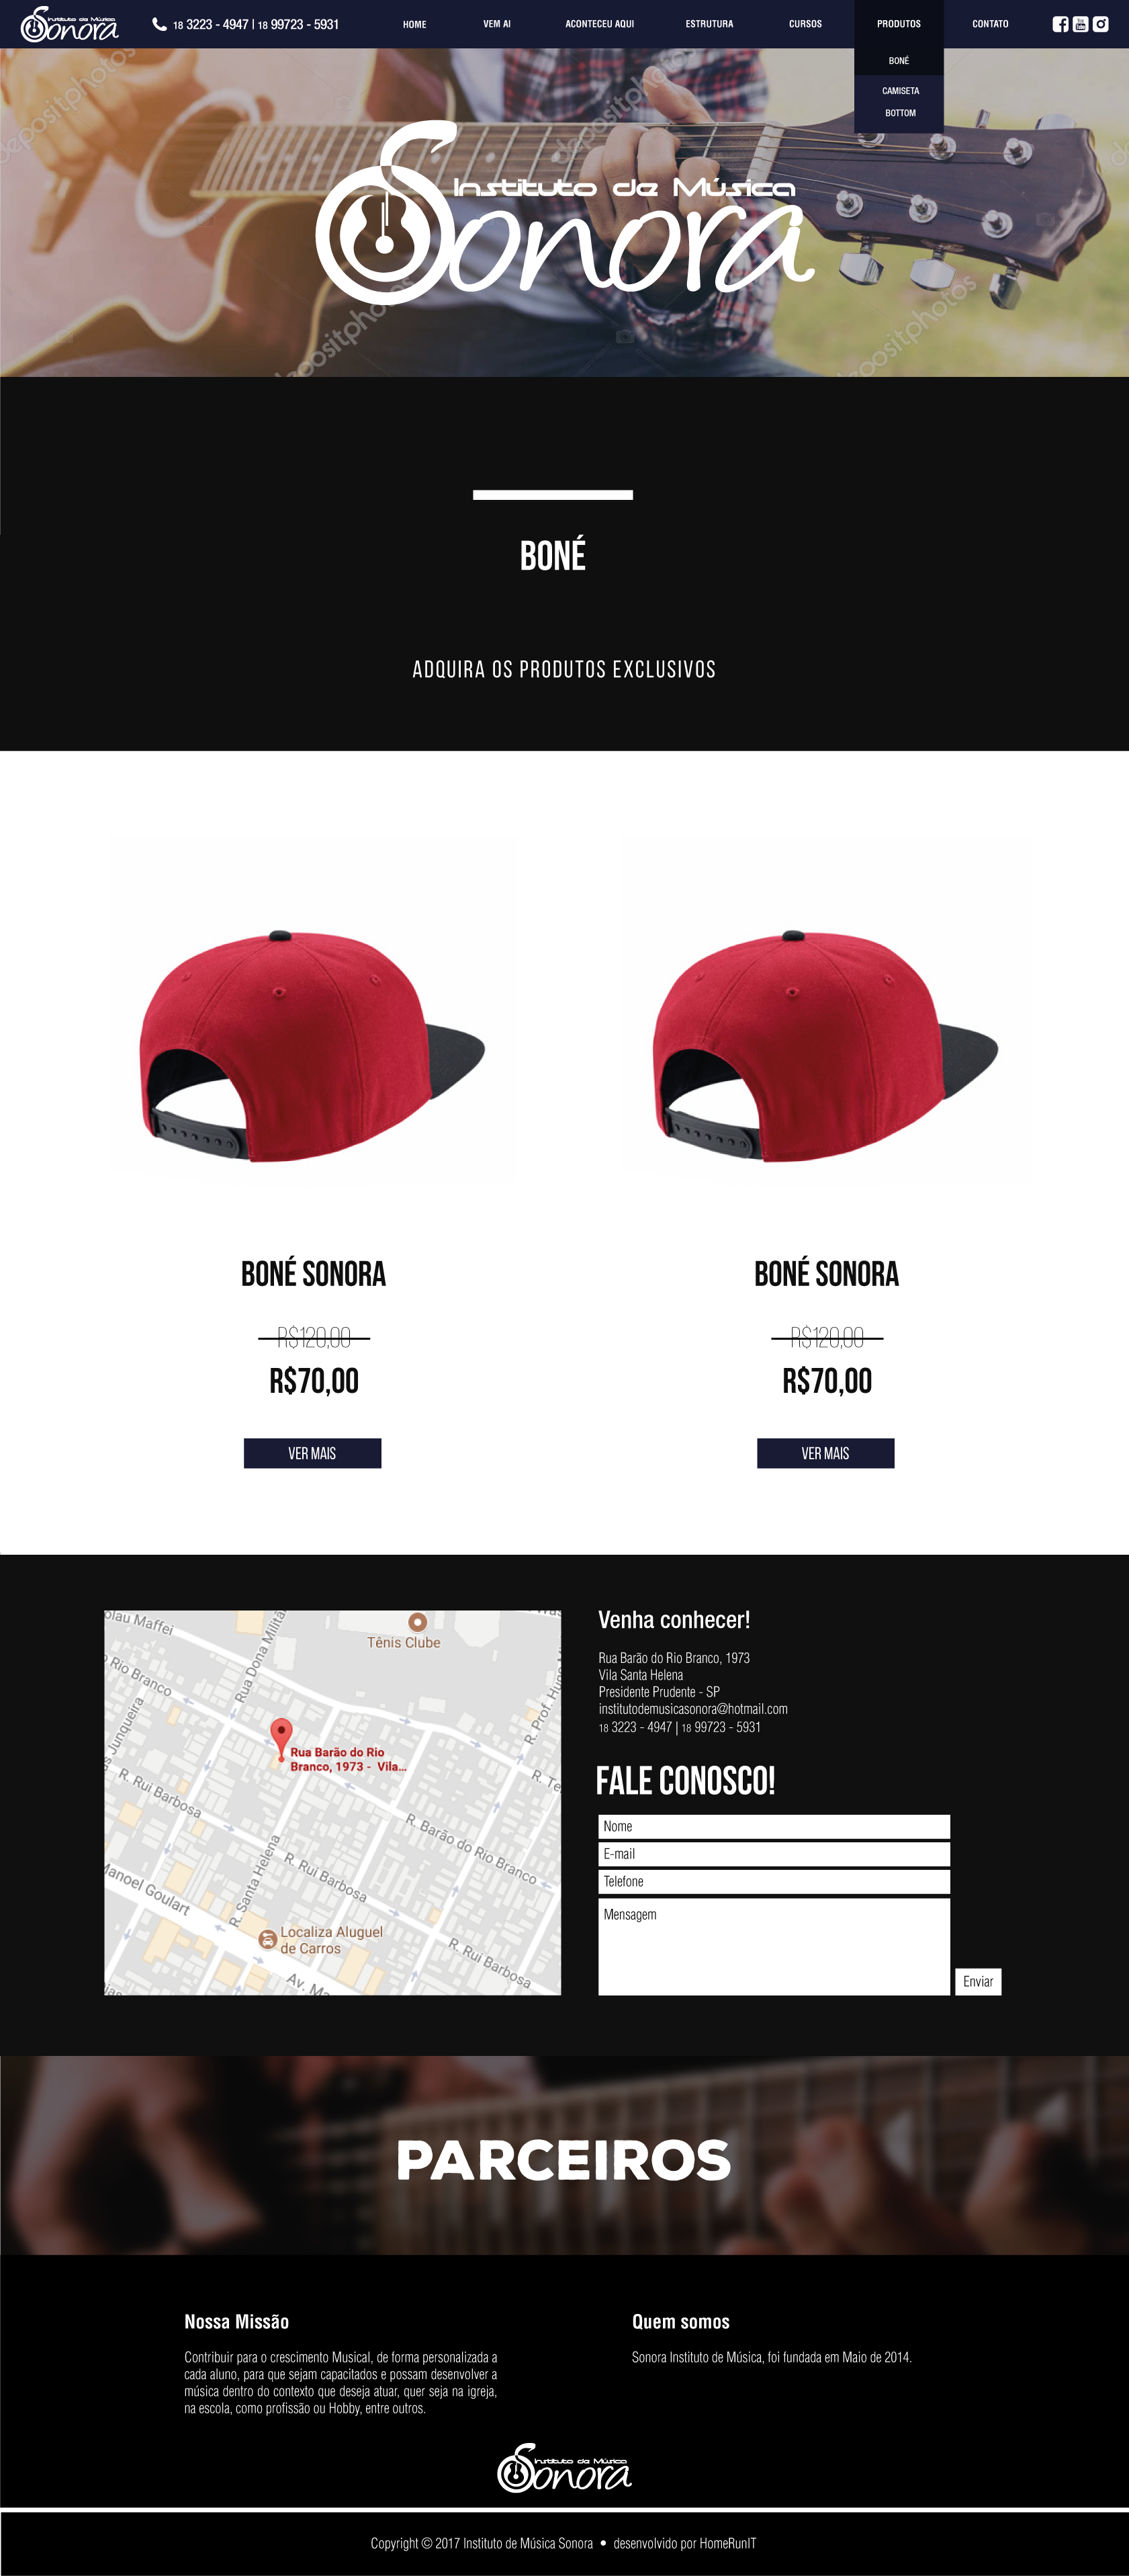 Instituto de Música
Sonora
18 3223 - 4947 | 18 99723 - 5931
HOME
VEM AI
ACONTECEU AQUI
ESTRUTURA
CURSOS
PRODUTOS
CONTATO
BONÉ
CAMISETA
BOTTOM
depositphotos
depositphotos
Instituto de Música
Sonora
depositphotos
depositphotos
BONÉ
ADQUIRA OS PRODUTOS EXCLUSIVOS
BONÉ SONORA
R$120,00
R$70,00
VER MAIS
BONÉ SONORA
R$120,00
R$70,00
VER MAIS
olau Maffei
Rio Branco
Rua Dona Militã
Tênis Clube
R. Prof. Hugo
s Junqueira
Rua Barão do Rio
Branco, 1973 - Vila...
R. Rui Barbosa
R. Te
R. Barão do Rio Branco
R. Santa Helena
R. Rui Barbosa
Manoel Goulart
Localiza Aluguel
de Carros
R. Rui Barbosa
Av. Ma
Venha conhecer!
Rua Barão do Rio Branco, 1973
Vila Santa Helena
Presidente Prudente - SP
institutodemusicasonora@hotmail.com
18 3223 - 4947 | 18 99723 - 5931
FALE CONOSCO!
Nome
E-mail
Telefone
Mensagem
Enviar
PARCEIROS
Nossa Missão
Contribuir para o crescimento Musical, de forma personalizada a
cada aluno, para que sejam capacitados e possam desenvolver a
música dentro do contexto que deseja atuar, quer seja na igreja,
na escola, como profissão ou Hobby, entre outros.
Quem somos
Sonora Instituto de Música, foi fundada em Maio de 2014.
Instituto de Música
Sonora
Copyright © 2017 Instituto de Música Sonora • desenvolvido por HomeRunIT